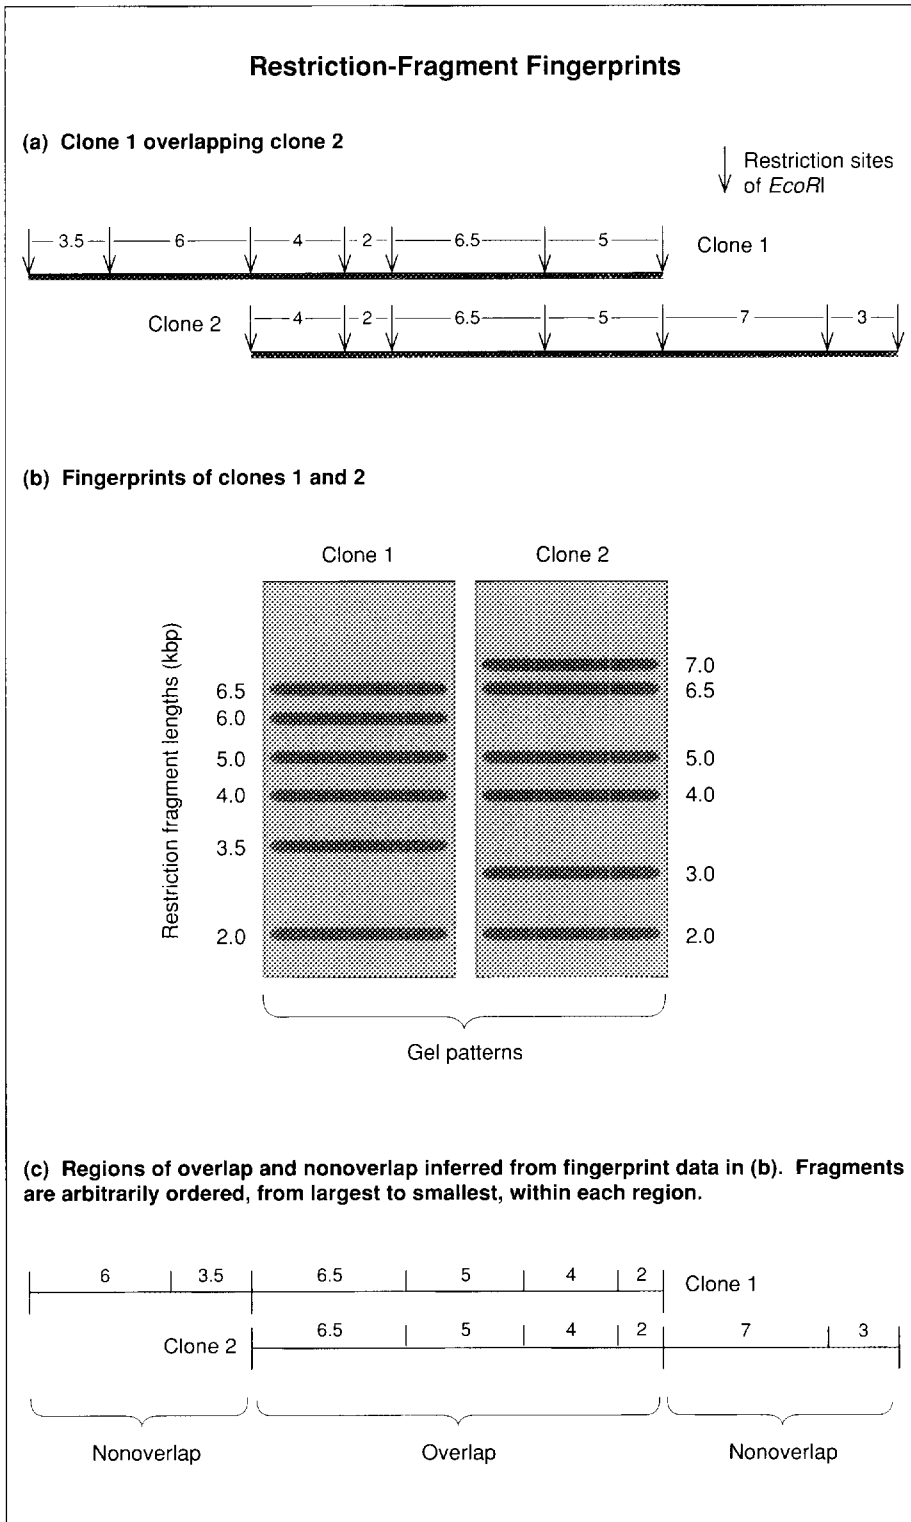 Restriction-Fragment Fingerprints
(a) Clone 1 overlapping clone 2
Restriction sites
of EcoRI
3.5 6 4 2 6.5 5 Clone 1
Clone 2 4 2 6.5 5 7 3
(b) Fingerprints of clones 1 and 2
Clone 1 Clone 2
Restriction fragment lengths (kbp)
7.0
6.5 6.5
6.0
5.0 5.0
4.0 4.0
3.5
3.0
2.0 2.0
Gel patterns
(c) Regions of overlap and nonoverlap inferred from fingerprint data in (b). Fragments
are arbitrarily ordered, from largest to smallest, within each region.
6 3.5 6.5 5 4 2 Clone 1
Clone 2 6.5 5 4 2 7 3
Nonoverlap Overlap Nonoverlap